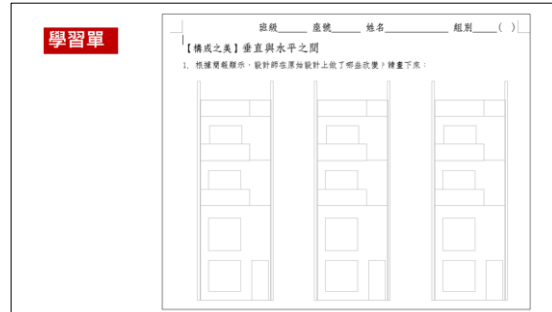 學習單
班級______ 座號______ 姓名________ 組別_____( )
【構成之美】垂直與水平之間
1. 根據簡報顯示，設計師在原始設計上做了哪些改變？請畫下來：